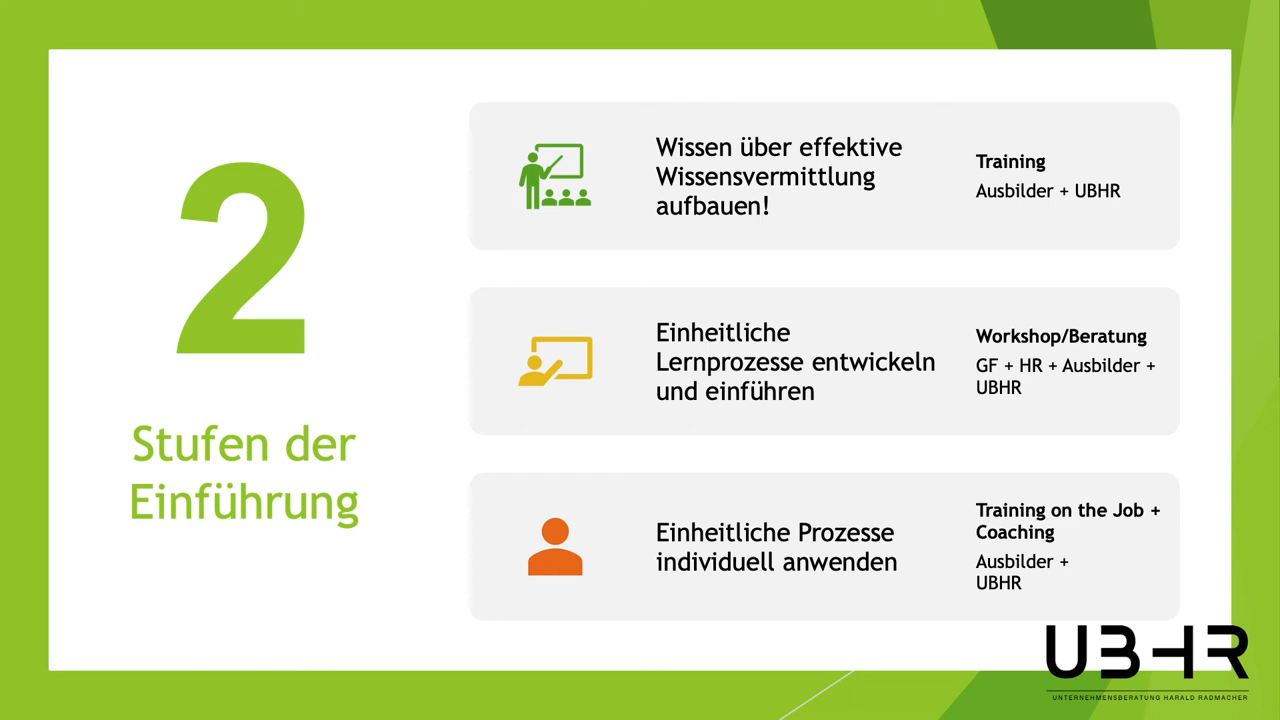 2
Stufen der
Einführung
Wissen über effektive
Wissensvermittlung
aufbauen!
Training
Ausbilder + UBHR
Einheitliche
Lernprozesse entwickeln
und einführen
Workshop/Beratung
GF + HR + Ausbilder +
UBHR
Einheitliche Prozesse
individuell anwenden
Training on the Job +
Coaching
Ausbilder +
UBHR
UBHR
UNTERNEHMENSBERATUNG HARALD RADMACHER